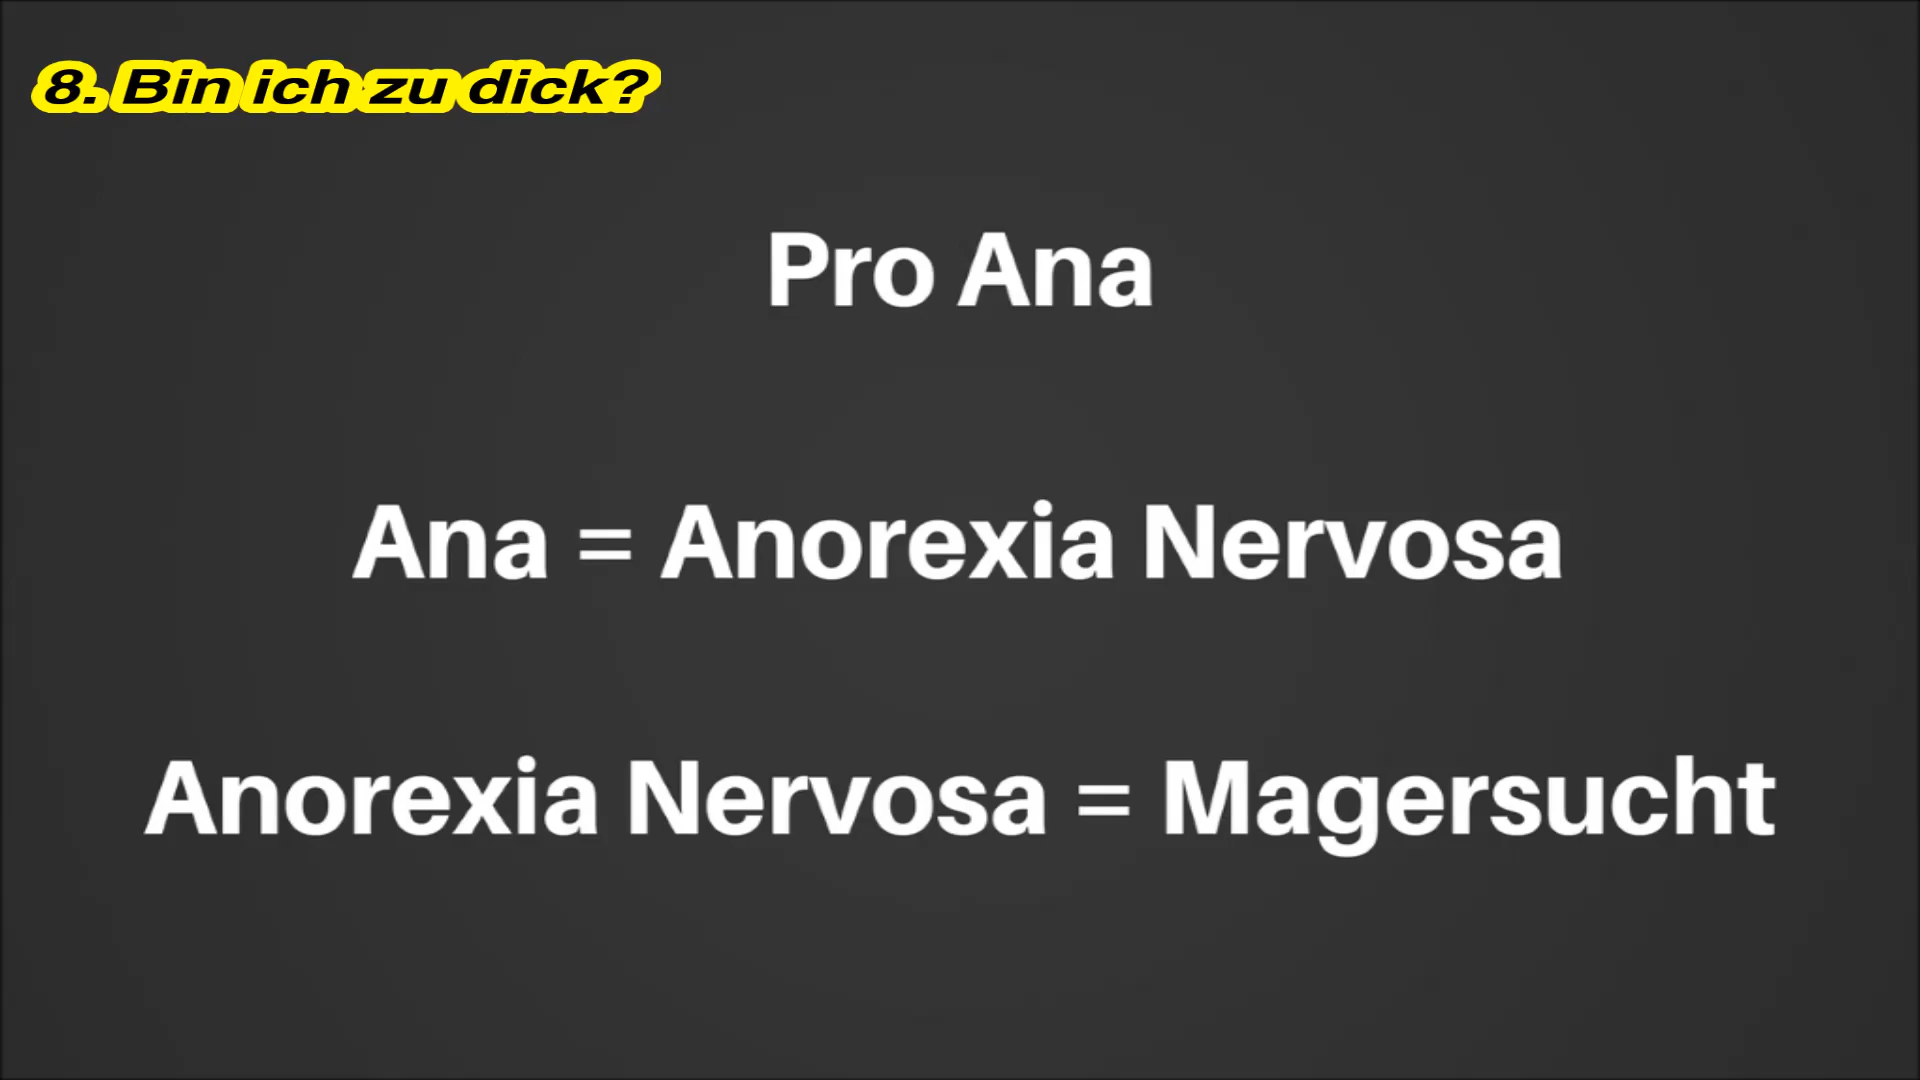 8. Bin ich zu dick?
Pro Ana
Ana = Anorexia Nervosa
Anorexia Nervosa = Magersucht